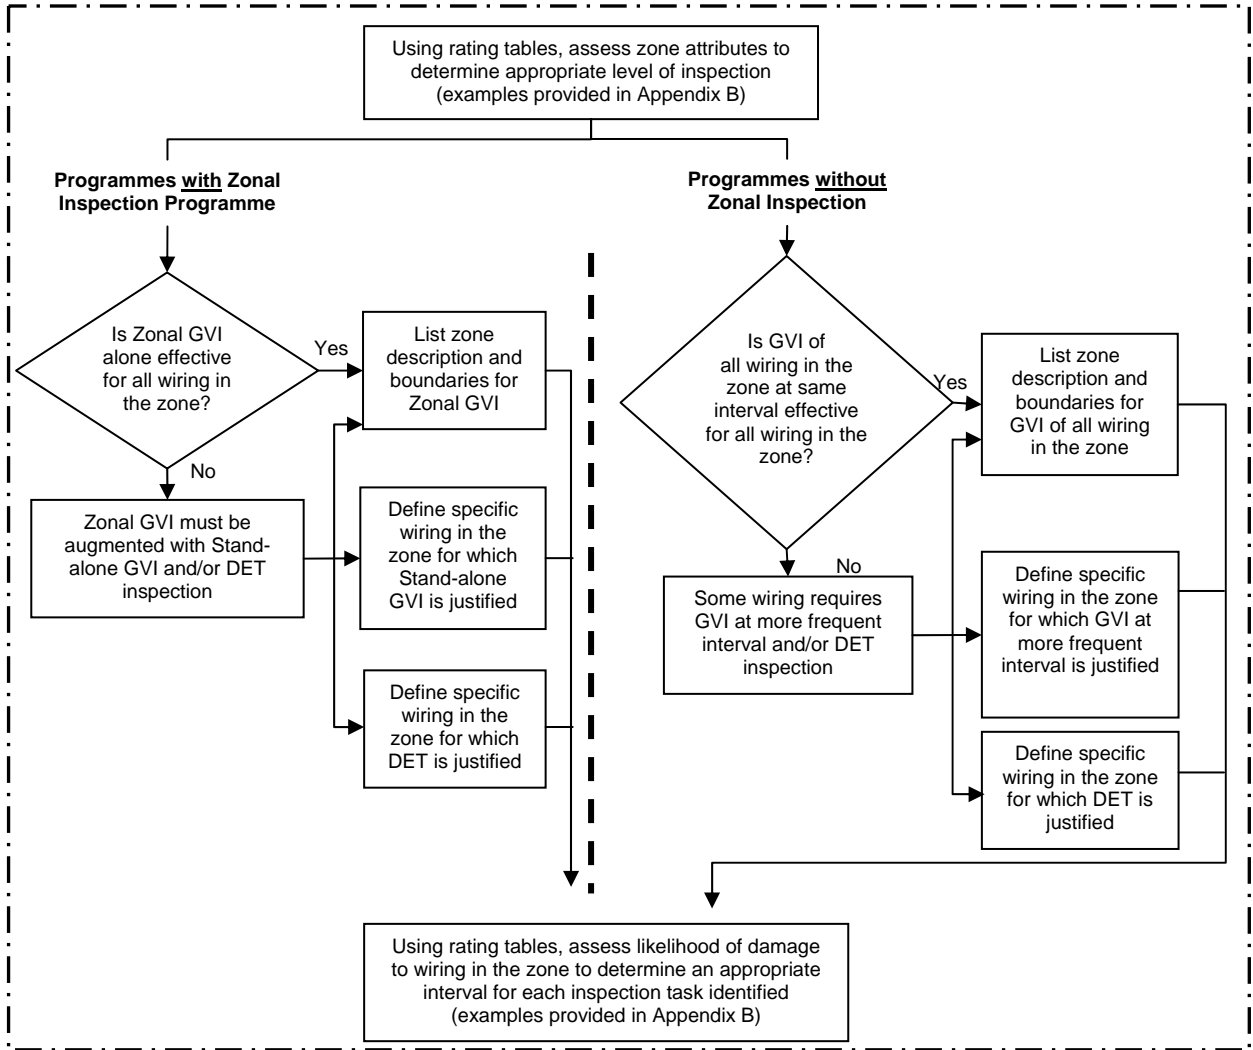 Using rating tables, assess zone attributes to
determine appropriate level of inspection
(examples provided in Appendix B)
Programmes with Zonal
Inspection Programme
Programmes without
Zonal Inspection
Is Zonal GVI
alone effective
for all wiring in
the zone?
Yes
No
List zone
description and
boundaries for
Zonal GVI
Zonal GVI must be
augmented with Stand-
alone GVI and/or DET
inspection
Define specific
wiring in the
zone for which
Stand-alone
GVI is justified
Define specific
wiring in the
zone for which
DET is justified
Is GVI of
all wiring in the
zone at same
interval effective
for all wiring in the
zone?
Yes
No
List zone
description and
boundaries for
GVI of all wiring
in the zone
Some wiring requires
GVI at more frequent
interval and/or DET
inspection
Define specific
wiring in the zone
for which GVI at
more frequent
interval is justified
Define specific
wiring in the zone
for which DET is
justified
Using rating tables, assess likelihood of damage
to wiring in the zone to determine an appropriate
interval for each inspection task identified
(examples provided in Appendix B)